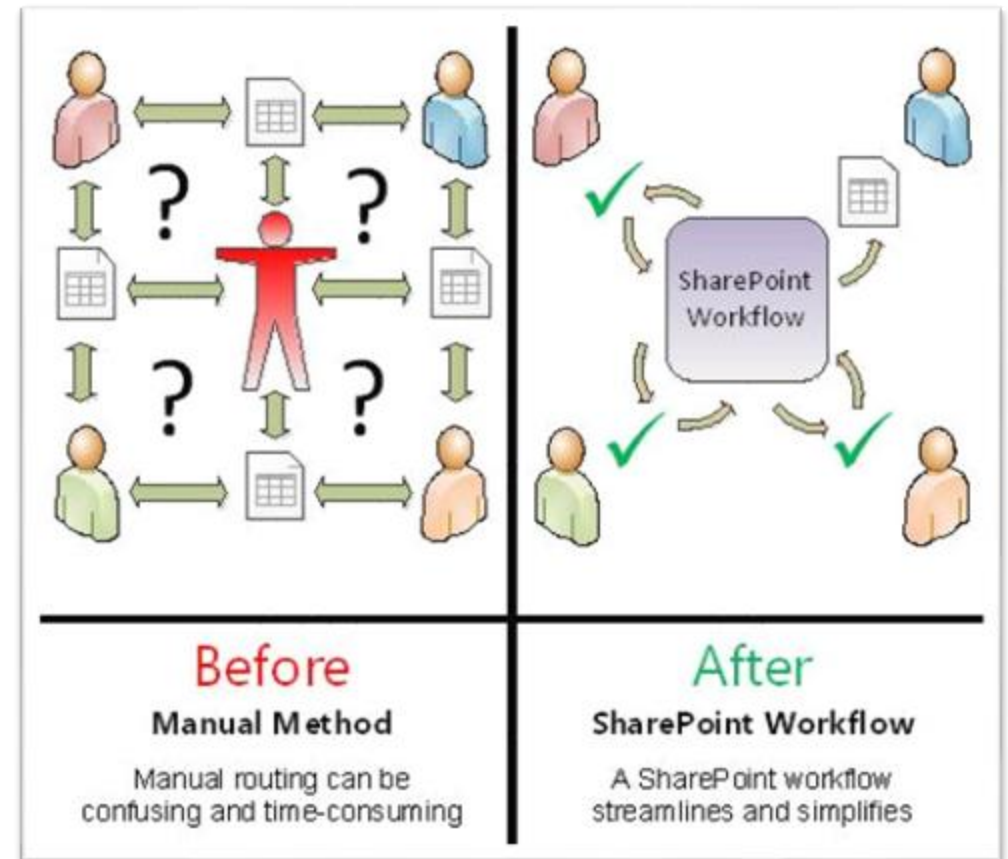 ?
?
?
?
SharePoint
Workflow
Before
Manual Method
Manual routing can be
confusing and time-consuming
After
SharePoint Workflow
A SharePoint workflow
streamlines and simplifies